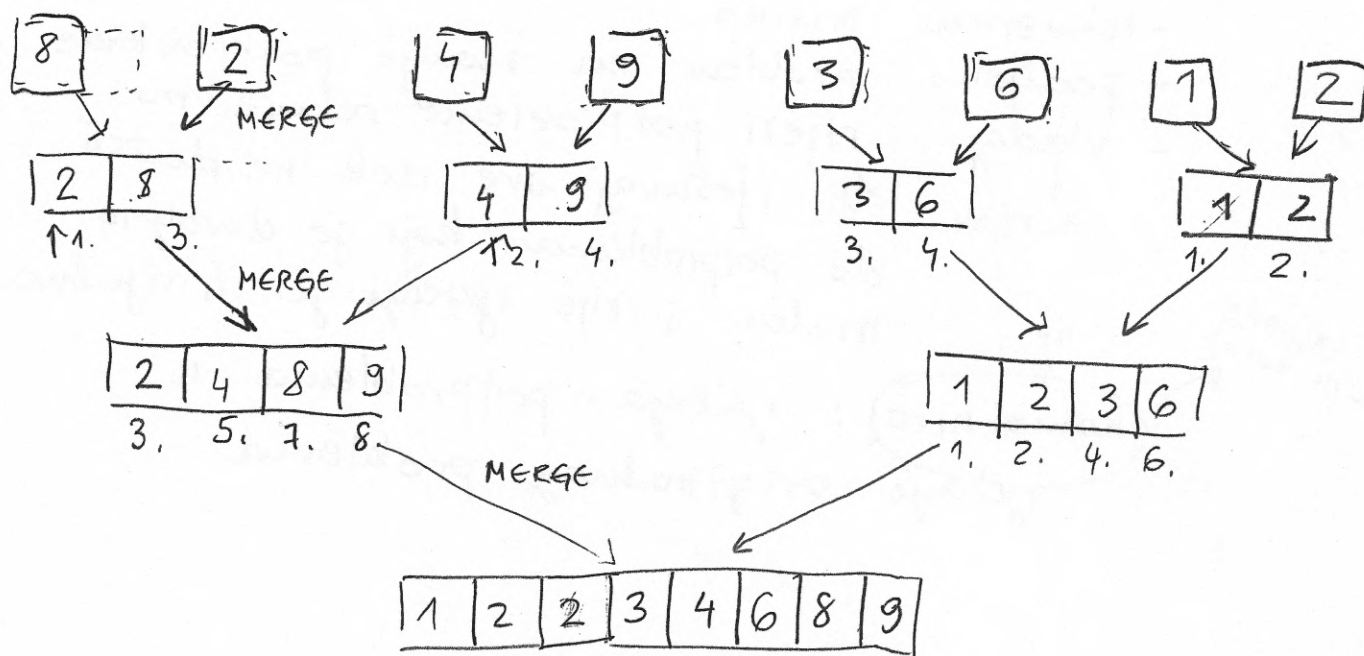 8 2 4 9 3 6 1 2
MERGE
2 8 4 9 3 6 1 2
↑1. 3. ↑2. 4. 3. 4. 1. 2.
MERGE
2 4 8 9 1 2 3 6
3. 5. 7. 8. 1. 2. 4. 6.
MERGE
1 2 2 3 4 6 8 9